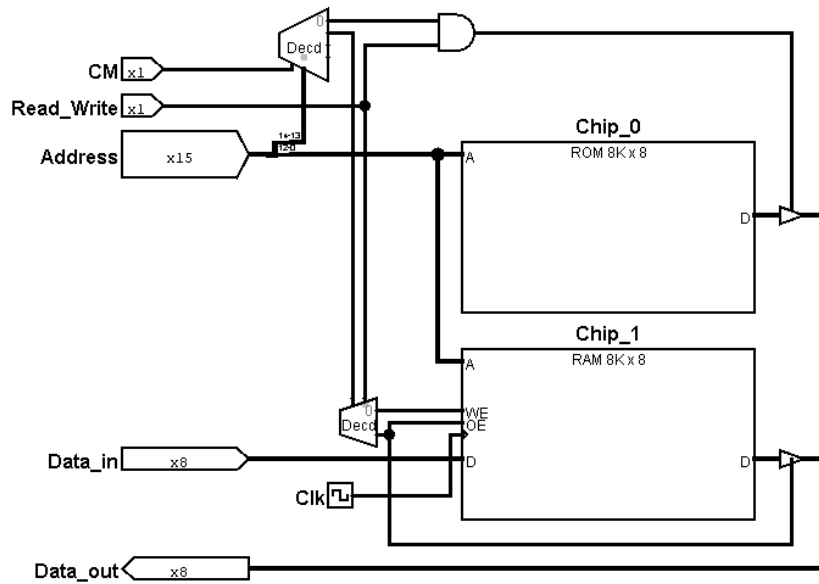 0
Decd
CM
x1
Read_Write
x1
14-13
12-0
Address
x15
Chip_0
ROM 8K x 8
A
D
Chip_1
RAM 8K x 8
A
0
Decd
WE
OE
Data_in
x8
D
D
Clk
Data_out
x8